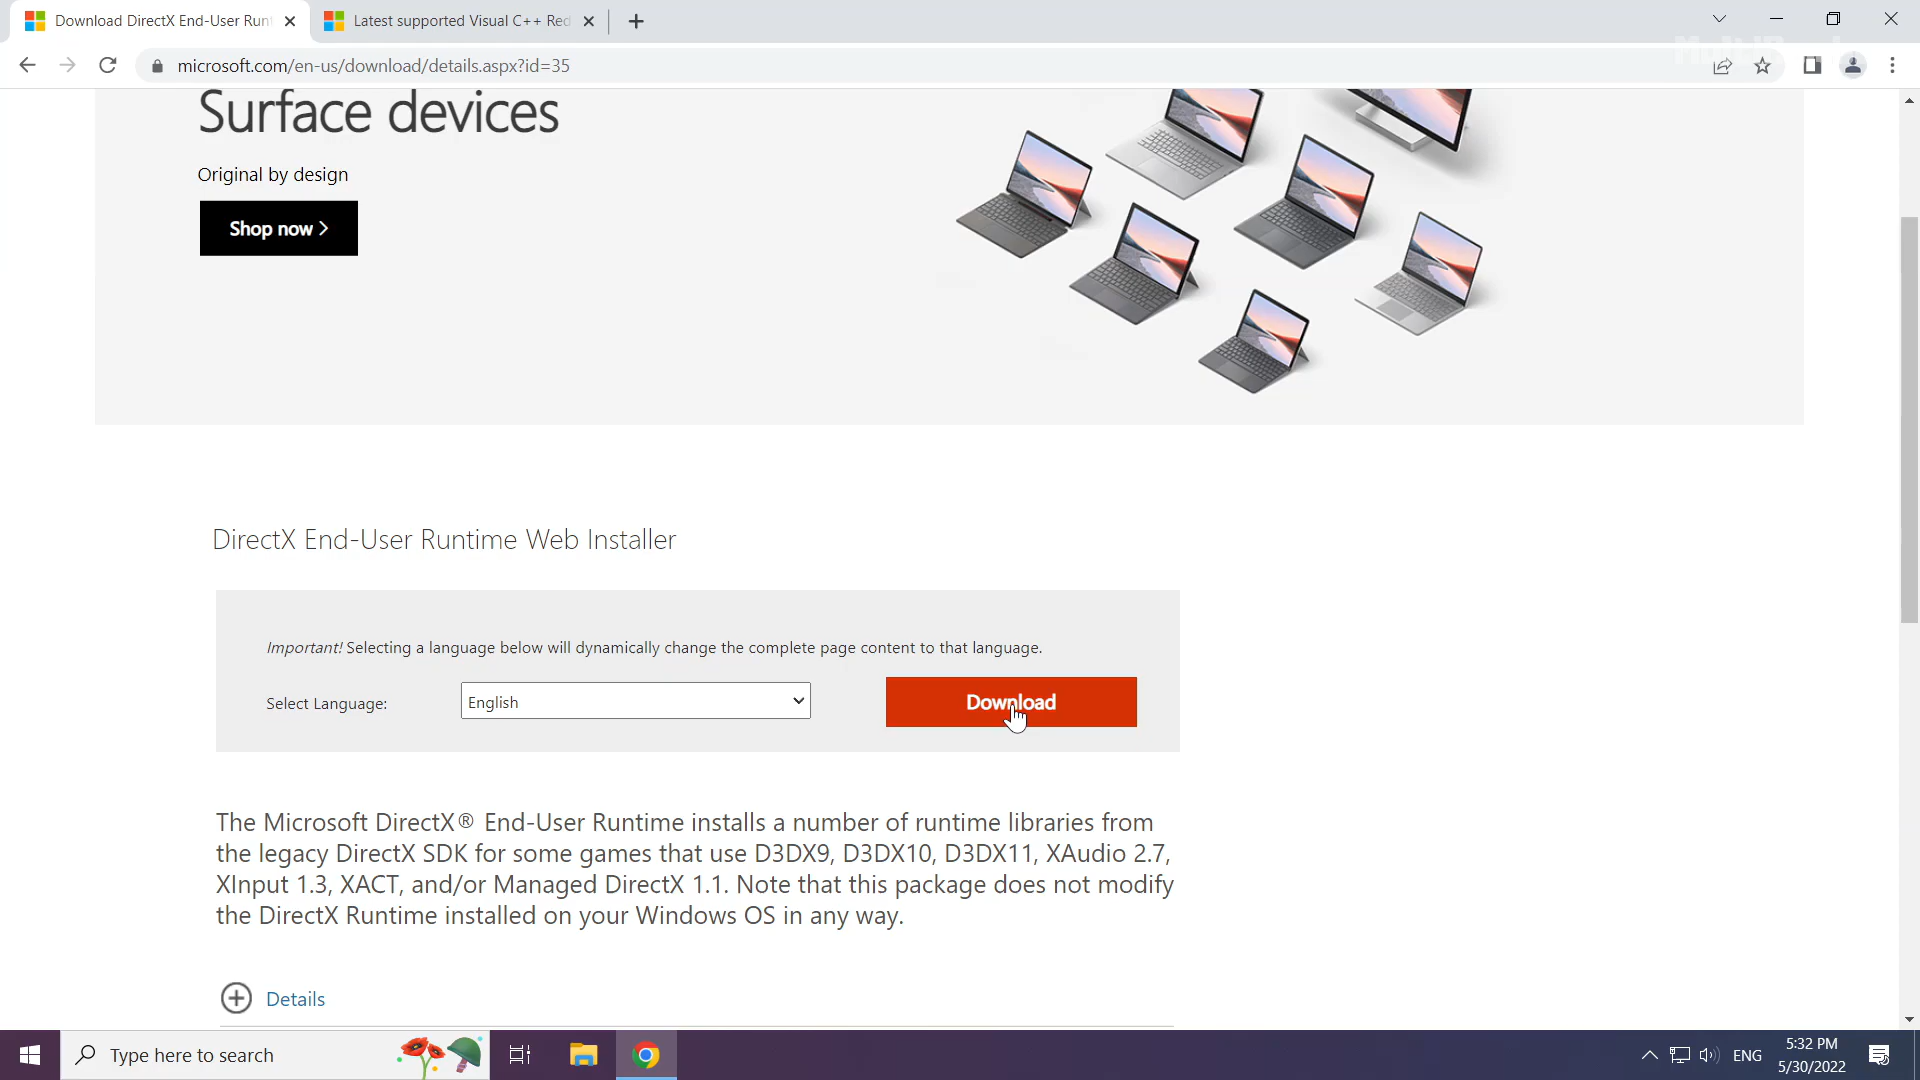 Download DirectX End-User Runt
Latest supported Visual C++ Red
microsoft.com/en-us/download/details.aspx?id=35
Surface devices
Original by design
Shop now >
DirectX End-User Runtime Web Installer
Important! Selecting a language below will dynamically change the complete page content to that language.
Select Language:
English
Download
The Microsoft DirectX® End-User Runtime installs a number of runtime libraries from
the legacy DirectX SDK for some games that use D3DX9, D3DX10, D3DX11, XAudio 2.7,
XInput 1.3, XACT, and/or Managed DirectX 1.1. Note that this package does not modify
the DirectX Runtime installed on your Windows OS in any way.
Details
Type here to search
ENG
5:32 PM
5/30/2022